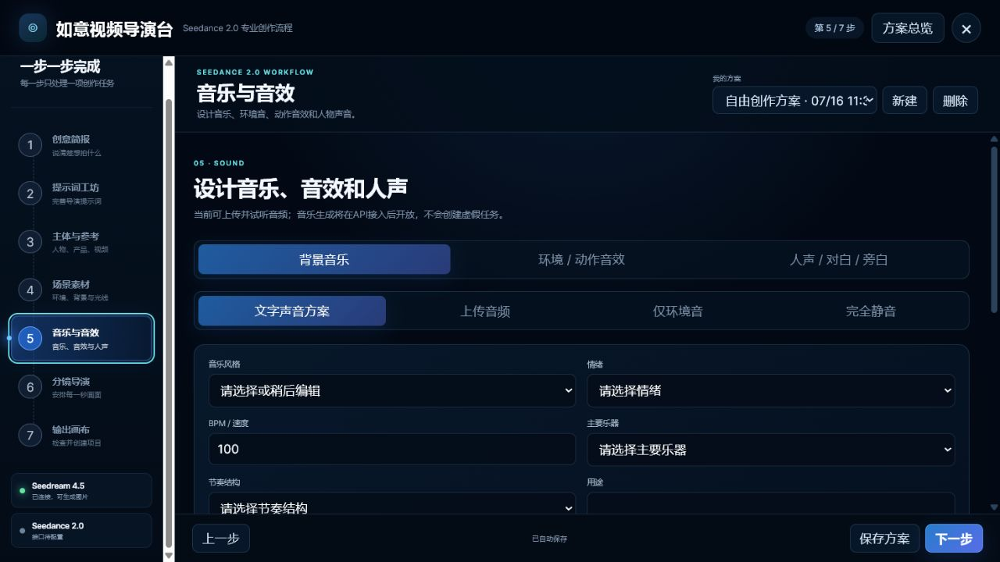 如意视频导演台
Seedance 2.0 专业创作流程
第 5 / 7 步
方案总览
一步一步完成
每一步只处理一项创作任务
1
创意简报
说清楚想拍什么
2
提示词工坊
完善导演提示词
3
主体与参考
人物、产品、视频
4
场景素材
环境、背景与光线
5
音乐与音效
音乐、音效与人声
6
分镜导演
安排每一秒画面
7
输出画布
检查并创建项目
Seedream 4.5
已连接，可生成图片
Seedance 2.0
接口待配置
SEEDANCE 2.0 WORKFLOW
音乐与音效
设计音乐、环境音、动作音效和人物声音。
我的方案
自由创作方案 · 07/16 11:
新建
删除
05 · SOUND
设计音乐、音效和人声
当前可上传并试听音频；音乐生成将在API接入后开放，不会创建虚假任务。
背景音乐
环境 / 动作音效
人声 / 对白 / 旁白
文字声音方案
上传音频
仅环境音
完全静音
音乐风格
情绪
请选择或稍后编辑
请选择情绪
BPM / 速度
主要乐器
100
请选择主要乐器
节奏结构
用途
请选择节奏结构
上一步
已自动保存
保存方案
下一步